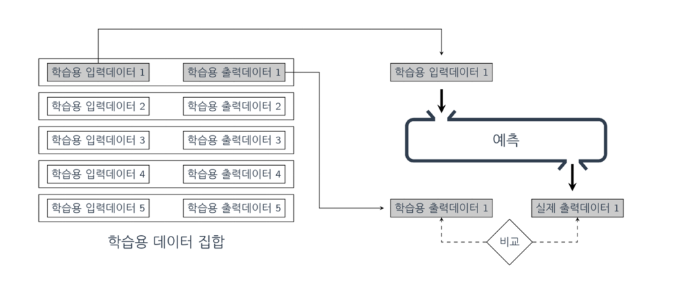 학습용 입력데이터 1 학습용 출력데이터 1 학습용 입력데이터 1
학습용 입력데이터 2 학습용 출력데이터 2
학습용 입력데이터 3 학습용 출력데이터 3 예측
학습용 입력데이터 4 학습용 출력데이터 4
학습용 입력데이터 5 학습용 출력데이터 5 학습용 출력데이터 1 실제 출력데이터 1
학습용 데이터 집합 비교